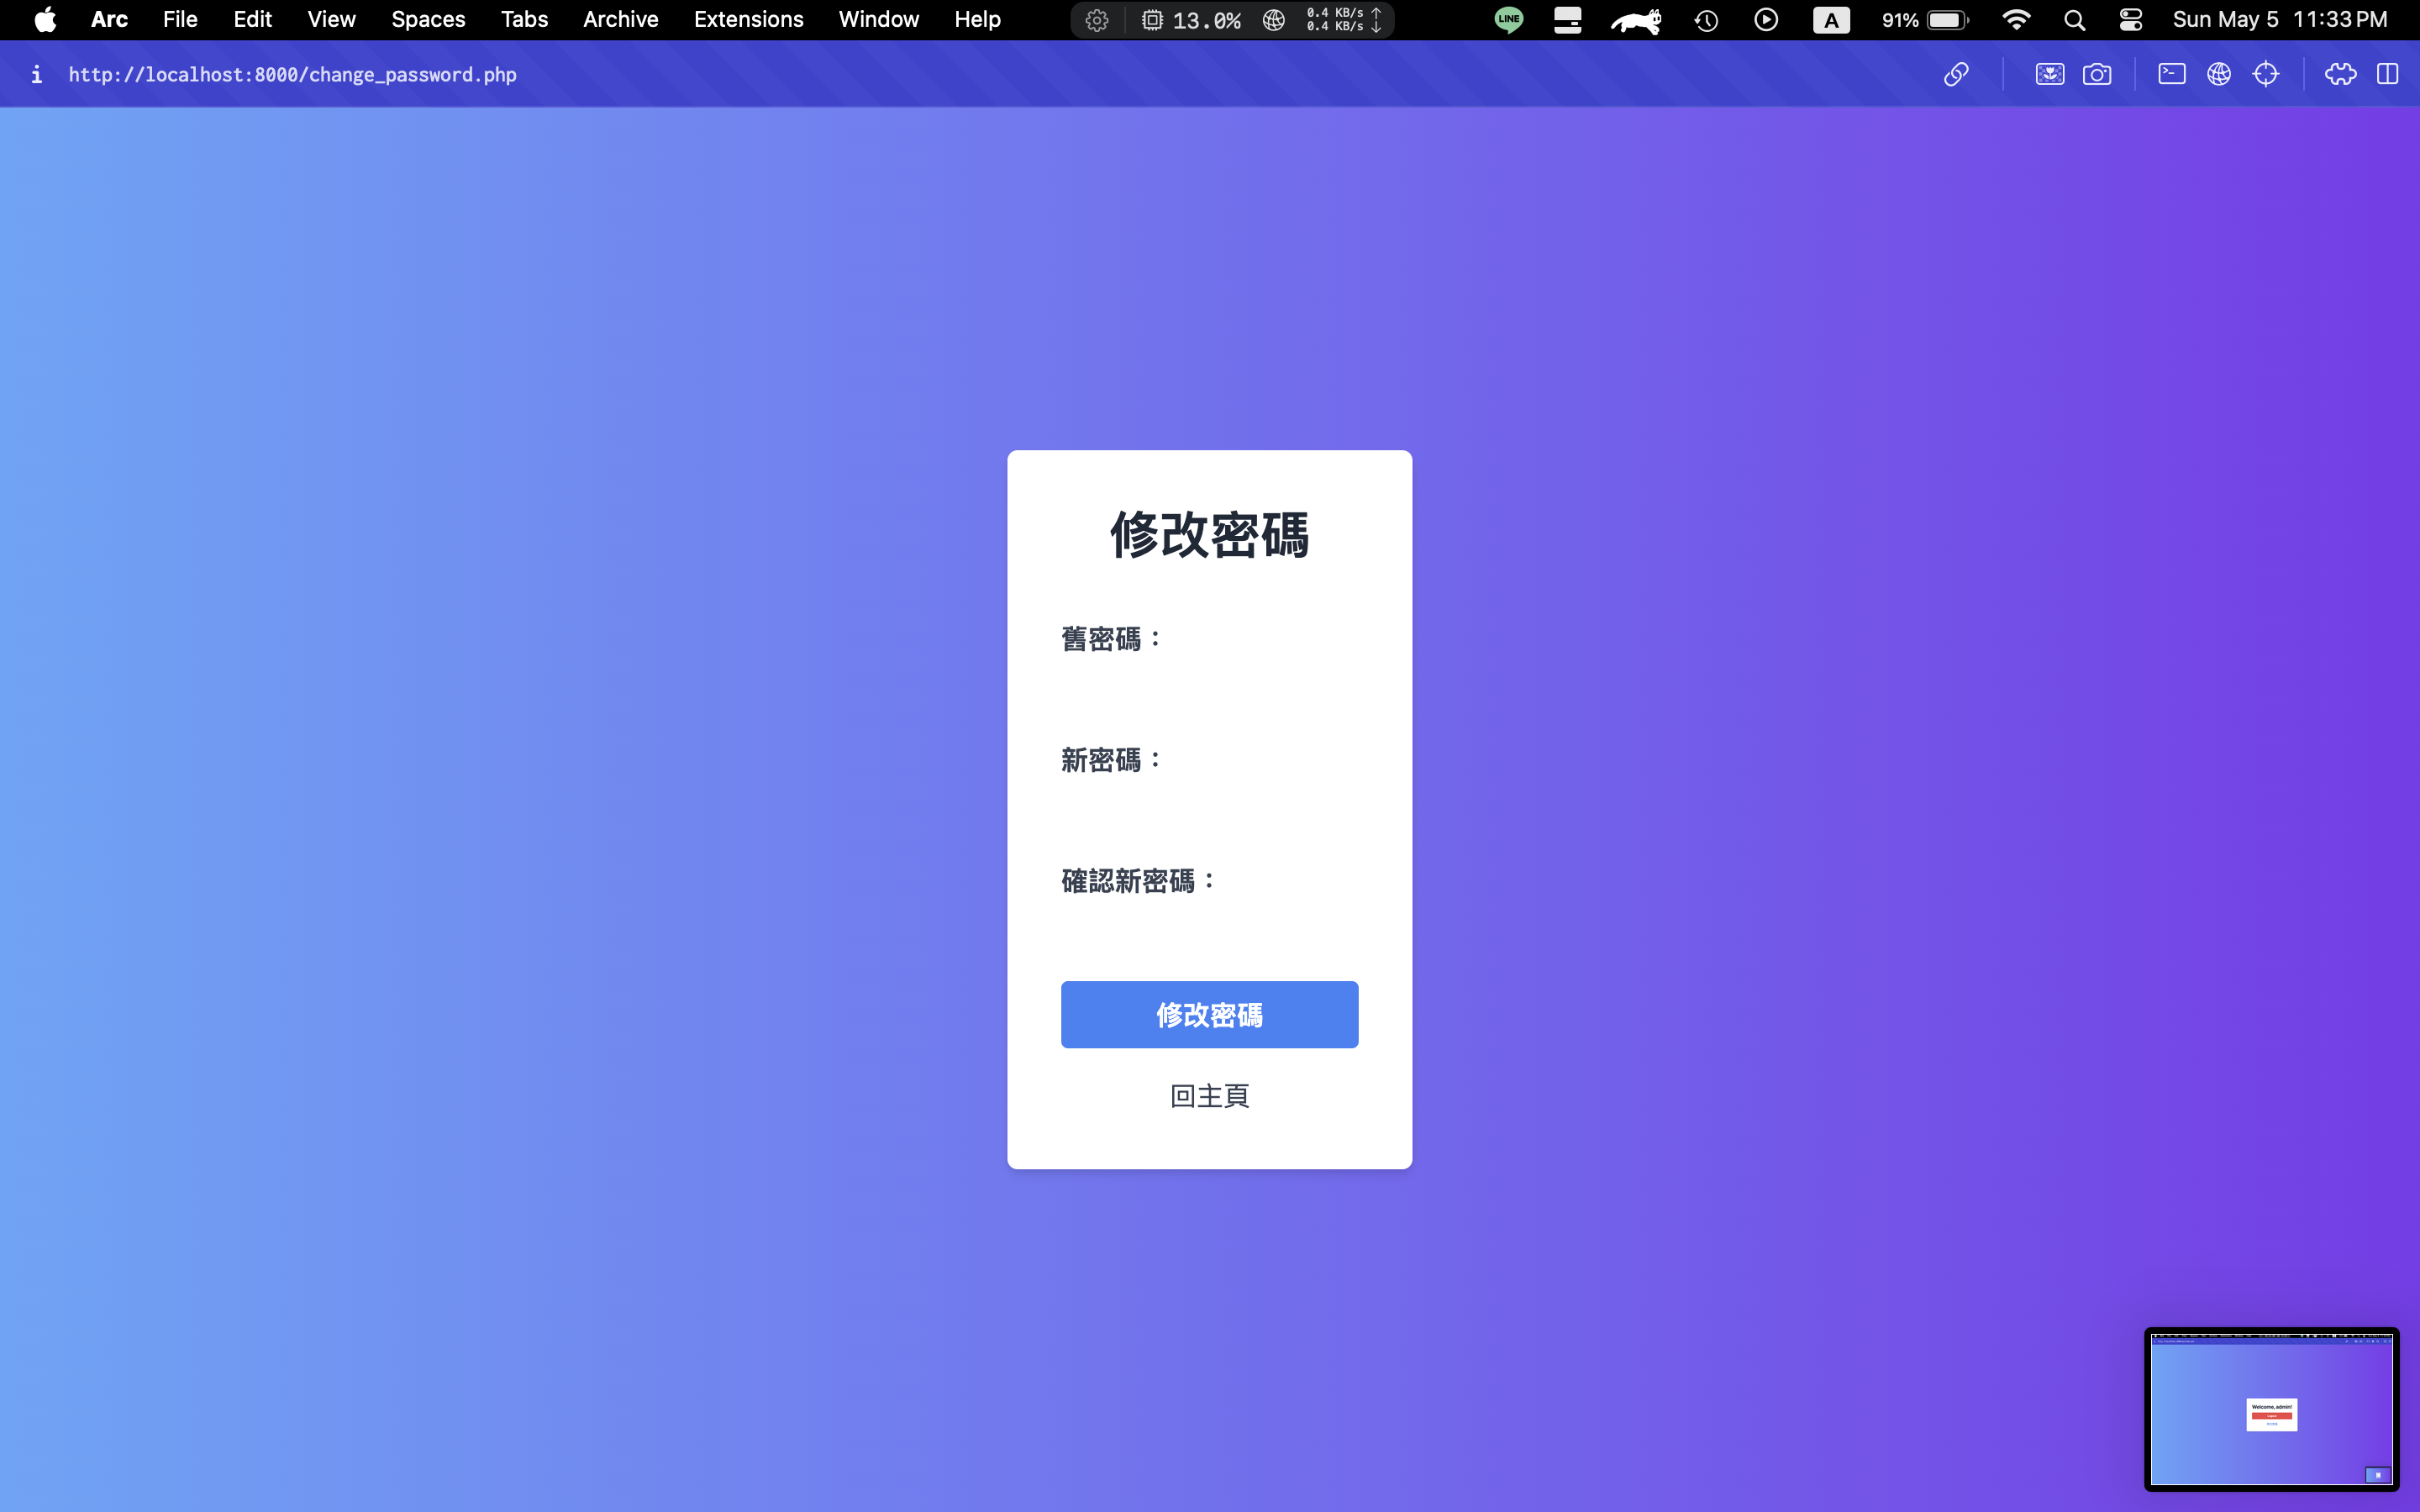 Arc File Edit View Spaces Tabs Archive Extensions Window Help 13.0% 0.4 KB/s ↑ LINE A 91% Sun May 5 11:33 PM
0.4 KB/s ↓
i http://localhost:8000/change_password.php
修改密碼
舊密碼：
新密碼：
確認新密碼：
修改密碼
回主頁
Welcome, admin!